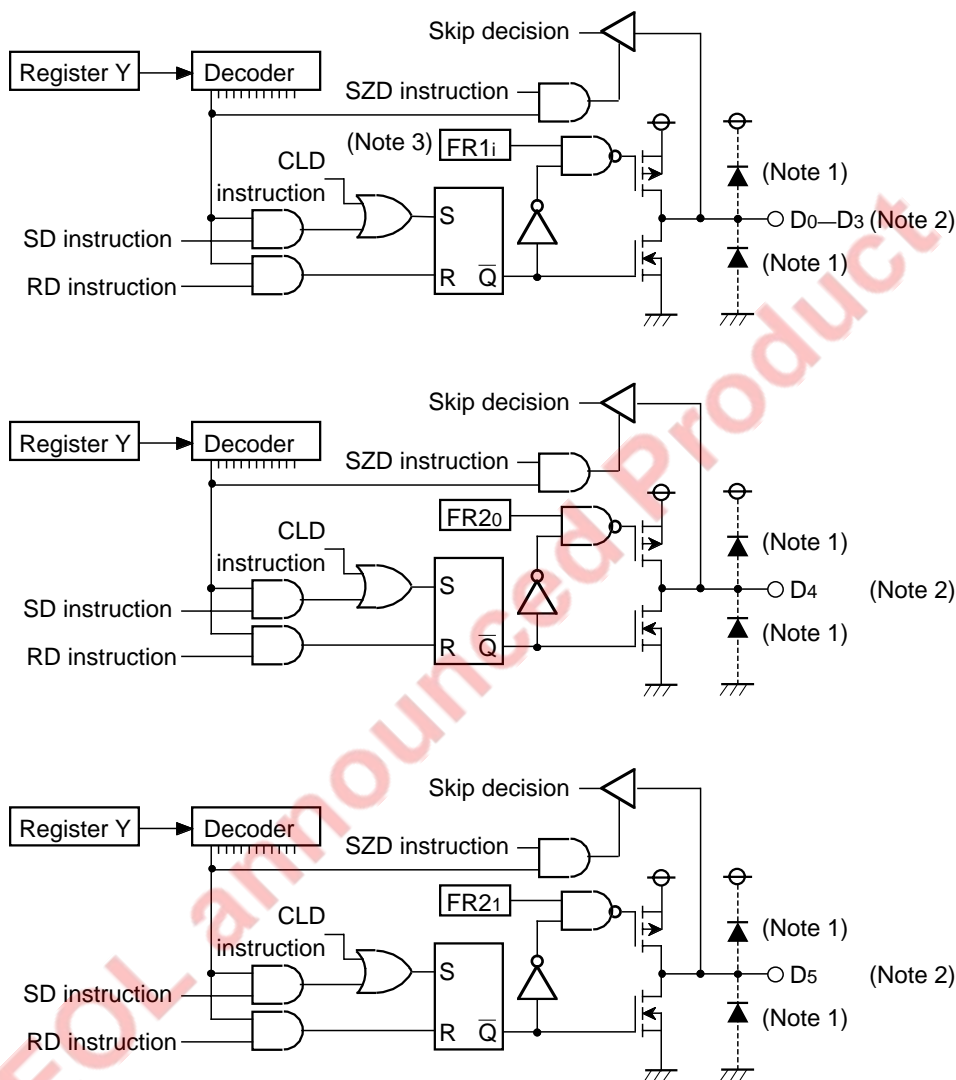 Skip decision
Register Y
Decoder
SZD instruction
(Note 3)
FR1i
CLD
instruction
(Note 1)
S
D0—D3 (Note 2)
SD instruction
(Note 1)
RD instruction
R
Q
Skip decision
Register Y
Decoder
SZD instruction
FR20
CLD
instruction
(Note 1)
S
D4 (Note 2)
SD instruction
(Note 1)
RD instruction
R
Q
Skip decision
Register Y
Decoder
SZD instruction
FR21
CLD
instruction
(Note 1)
S
D5 (Note 2)
SD instruction
(Note 1)
RD instruction
R
Q
EOL announced Product